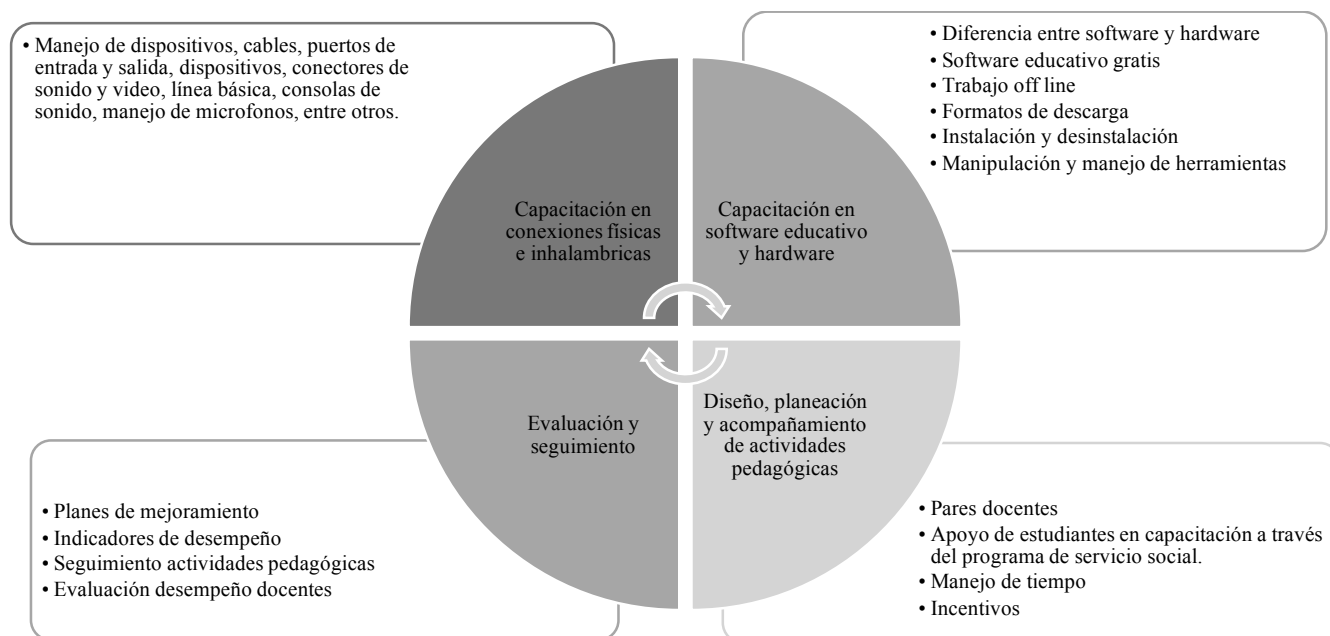 • Manejo de dispositivos, cables, puertos de
entrada y salida, dispositivos, conectores de
sonido y video, línea básica, consolas de
sonido, manejo de microfonos, entre otros.
• Diferencia entre software y hardware
• Software educativo gratis
• Trabajo off line
• Formatos de descarga
• Instalación y desinstalación
• Manipulación y manejo de herramientas
Capacitación en
conexiones físicas
e inhalambricas
Capacitación en
software educativo
y hardware
Evaluación y
seguimiento
Diseño, planeación
y acompañamiento
de actividades
pedagógicas
• Planes de mejoramiento
• Indicadores de desempeño
• Seguimiento actividades pedagógicas
• Evaluación desempeño docentes
• Pares docentes
• Apoyo de estudiantes en capacitación a través
del programa de servicio social.
• Manejo de tiempo
• Incentivos